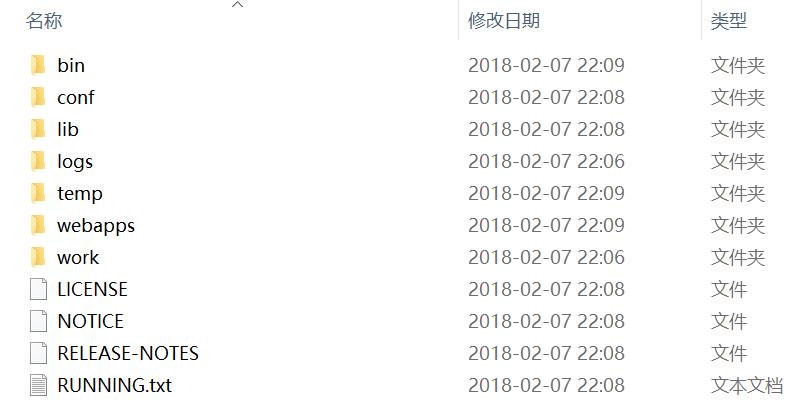 名称 修改日期 类型
bin 2018-02-07 22:09 文件夹
conf 2018-02-07 22:08 文件夹
lib 2018-02-07 22:08 文件夹
logs 2018-02-07 22:06 文件夹
temp 2018-02-07 22:09 文件夹
webapps 2018-02-07 22:09 文件夹
work 2018-02-07 22:06 文件夹
LICENSE 2018-02-07 22:08 文件
NOTICE 2018-02-07 22:08 文件
RELEASE-NOTES 2018-02-07 22:08 文件
RUNNING.txt 2018-02-07 22:08 文本文档